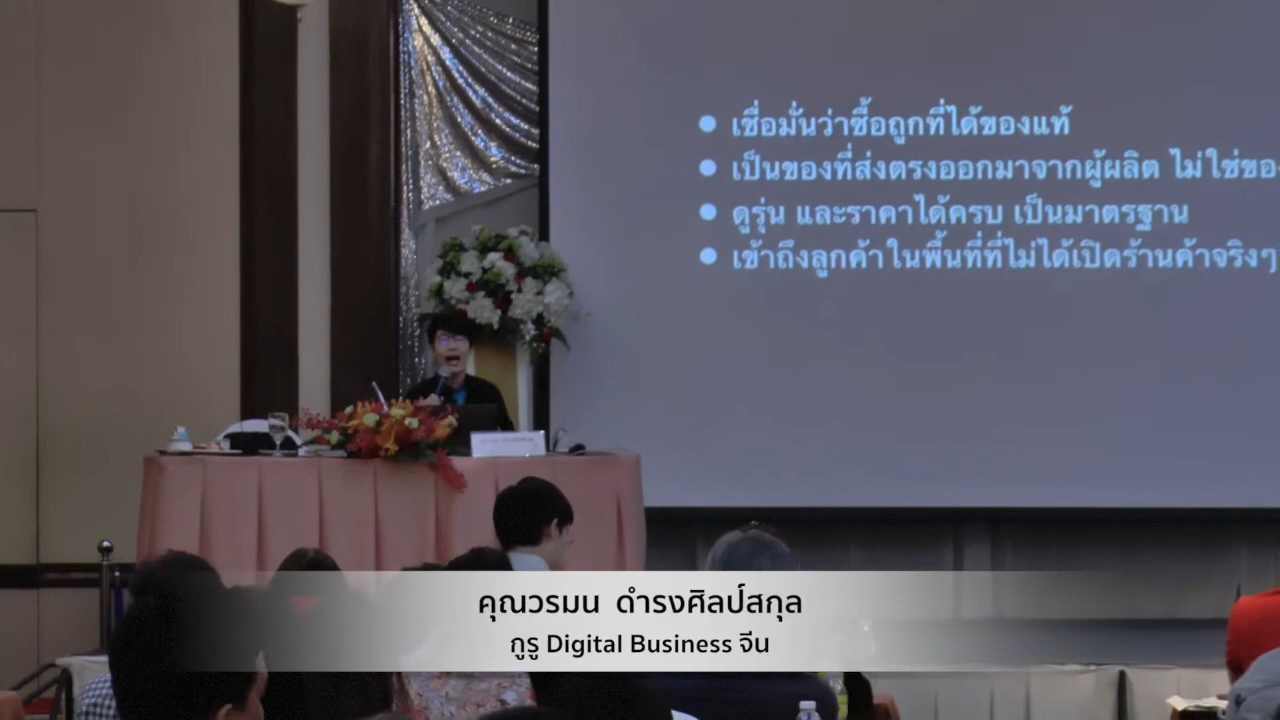 ● เชื่อมั่นว่าซื้อถูกที่ได้ของแท้
● เป็นของที่ส่งตรงออกมาจากผู้ผลิต ไม่ใช่ของ
● ดูรุ่น และราคาได้ครบ เป็นมาตรฐาน
● เข้าถึงลูกค้าในพื้นที่ที่ไม่ได้เปิดร้านค้าจริงๆ
คุณวรมน ดำรงศิลป์สกุล
กูรู Digital Business จีน